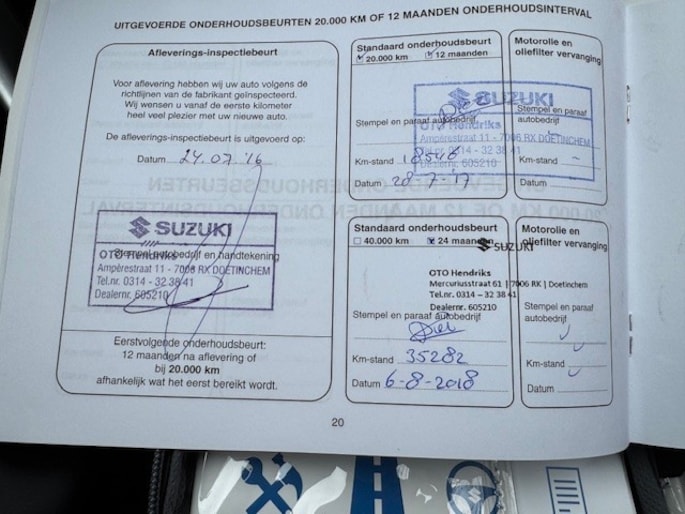 UITGEVOERDE ONDERHOUDSBEURTEN 20.000 KM OF 12 MAANDEN ONDERHOUDSINTERVAL
Afleverings-inspectiebeurt
Voor aflevering hebben wij uw auto volgens de
richtlijnen van de fabrikant geïnspecteerd.
Wij wensen u vanaf de eerste kilometer
heel veel plezier met uw nieuwe auto.
De afleverings-inspectiebeurt is uitgevoerd op:
Datum 24.07.'16
SUZUKI
Stempel autobedrijf en handtekening
OTO Hendriks
Ampèrestraat 11 - 7006 RX DOETINCHEM
Tel.nr. 0314 - 32 38 41
Dealernr. 605210
Eerstvolgende onderhoudsbeurt:
12 maanden na aflevering of
bij 20.000 km
afhankelijk wat het eerst bereikt wordt.
Standaard onderhoudsbeurt
20.000 km 12 maanden
SUZUKI
Stempel en paraaf autobedrijf
OTO Hendriks
Ampèrestraat 11 - 7006 RX DOETINCHEM
Tel.nr. 0314 - 32 38 41
Dealernr. 605210
Km-stand 18546
Datum 28-7-'17
Motorolie en
oliefilter vervanging
Stempel en paraaf
autobedrijf
Km-stand -
Datum
Standaard onderhoudsbeurt
40.000 km 24 maanden
SUZUKI
OTO Hendriks
Mercuriusstraat 61 | 7006 RX | Doetinchem
Tel.nr. 0314 – 32 38 41
Dealernr. 605210
Stempel en paraaf autobedrijf
Km-stand 35282
Datum 6-8-2018
Motorolie en
oliefilter vervanging
Stempel en paraaf
autobedrijf
Km-stand
Datum
20